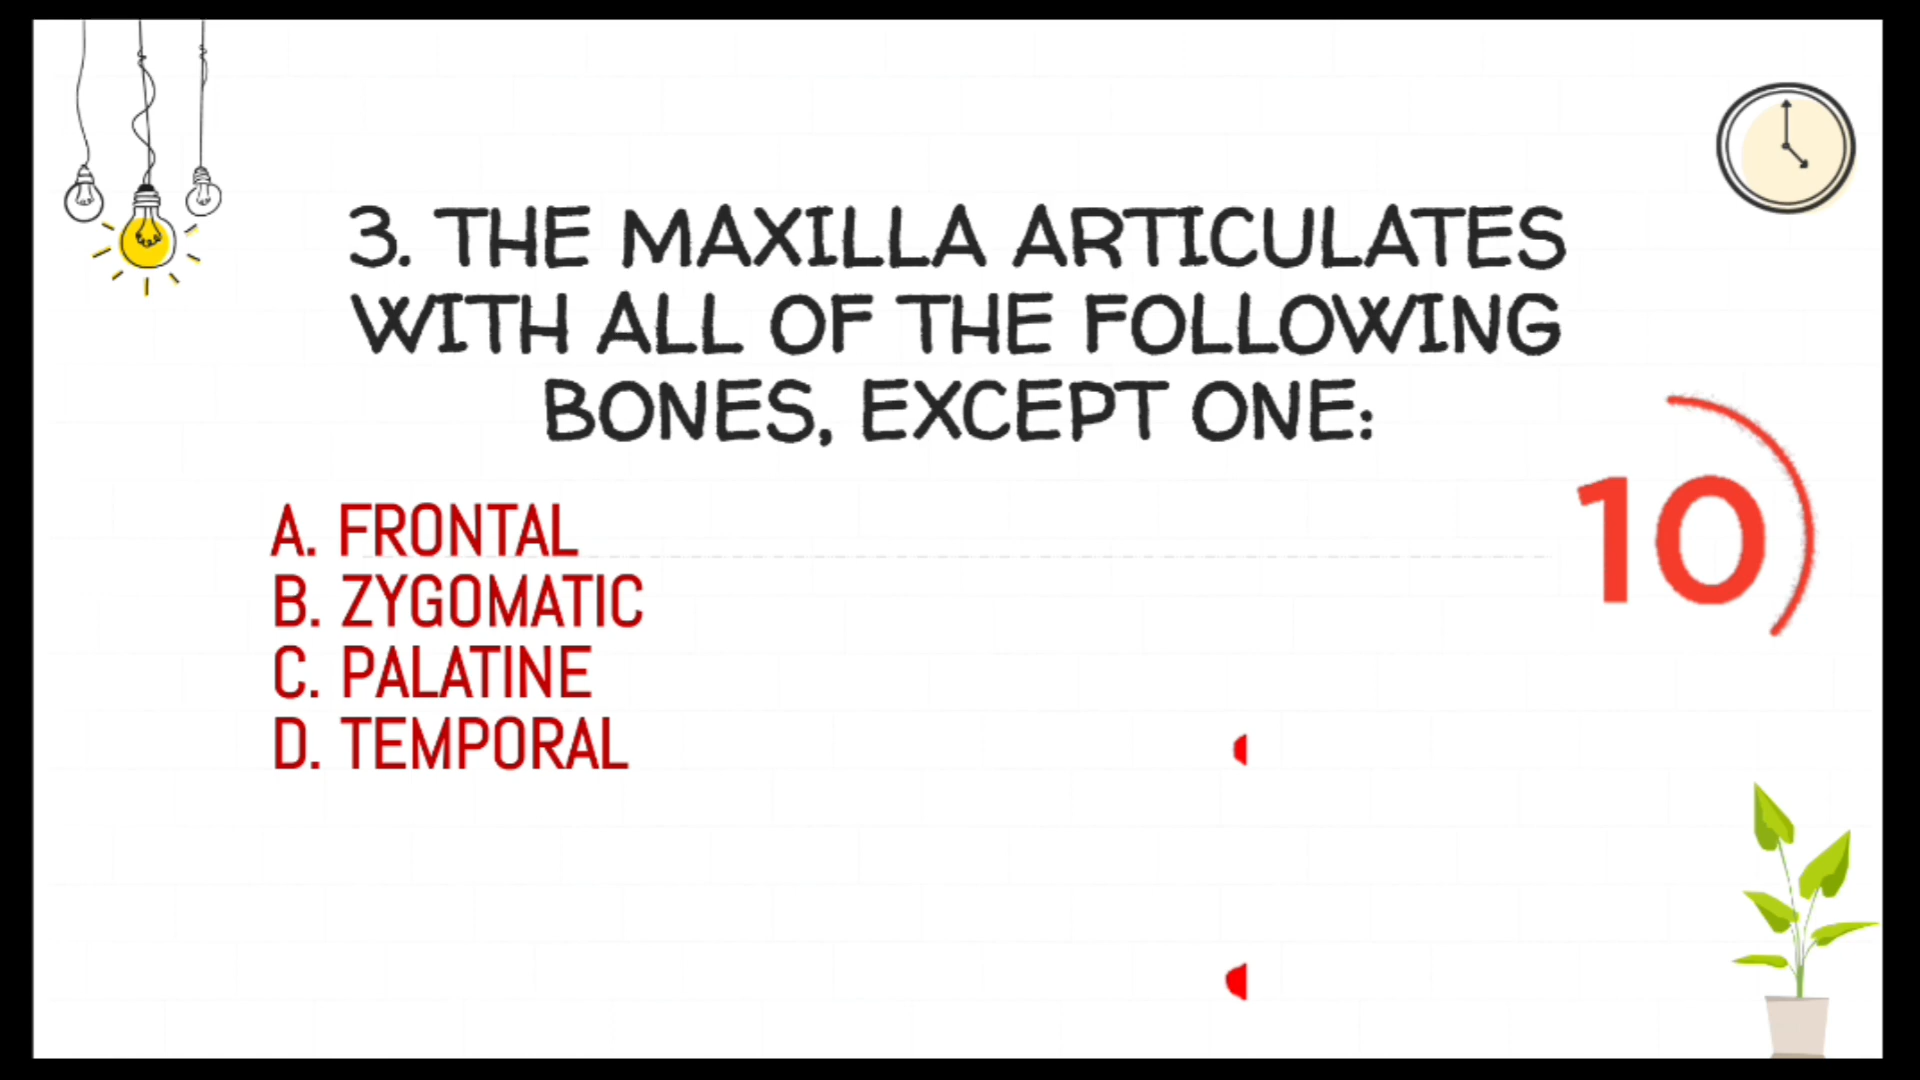 3. THE MAXILLA ARTICULATES
WITH ALL OF THE FOLLOWING
BONES, EXCEPT ONE:
A. FRONTAL
B. ZYGOMATIC
C. PALATINE
D. TEMPORAL
10